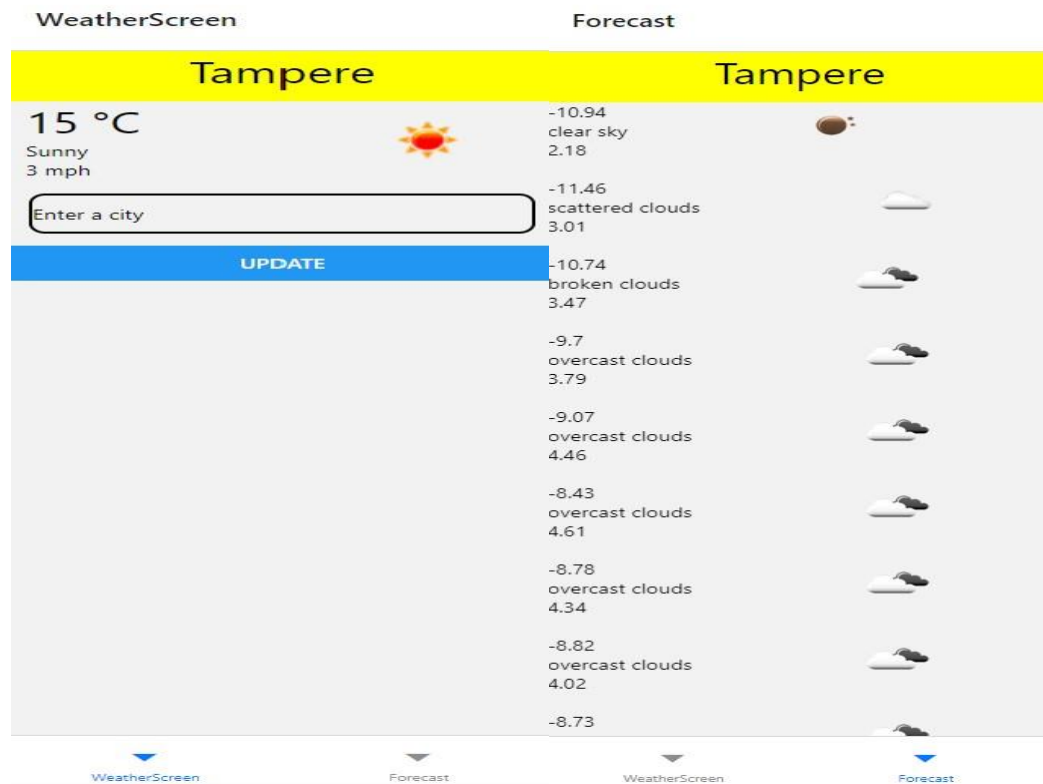 WeatherScreen
Tampere
15 °C
Sunny
3 mph
Enter a city
UPDATE
WeatherScreen
Forecast
Forecast
Tampere
-10.94
clear sky
2.18
-11.46
scattered clouds
3.01
-10.74
broken clouds
3.47
-9.7
overcast clouds
3.79
-9.07
overcast clouds
4.46
-8.43
overcast clouds
4.61
-8.78
overcast clouds
4.34
-8.82
overcast clouds
4.02
-8.73
WeatherScreen
Forecast